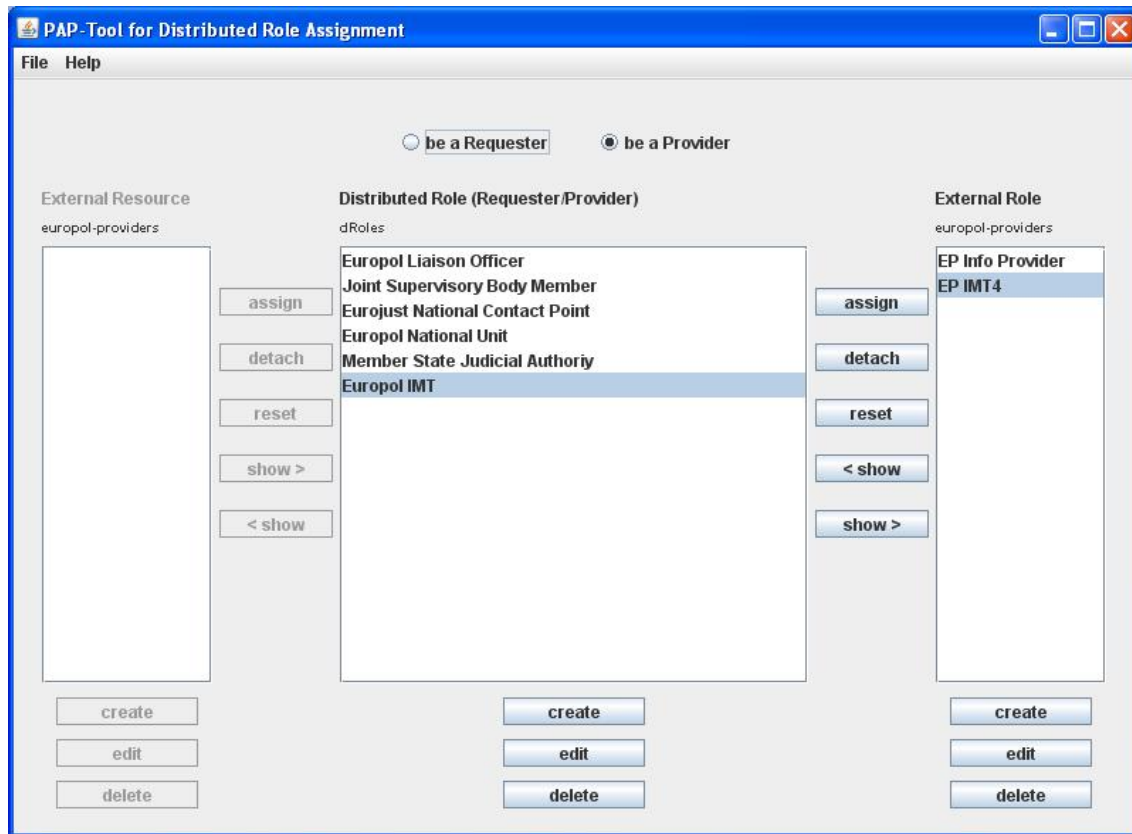 PAP-Tool for Distributed Role Assignment
File Help
be a Requester be a Provider
External Resource Distributed Role (Requester/Provider) External Role
europol-providers dRoles europol-providers
Europol Liaison Officer EP Info Provider
Joint Supervisory Body Member EP IMT4
assign Eurojust National Contact Point assign
Europol National Unit
detach Member State Judicial Authoriy detach
Europol IMT
reset reset
show > < show
< show show >
create create create
edit edit edit
delete delete delete